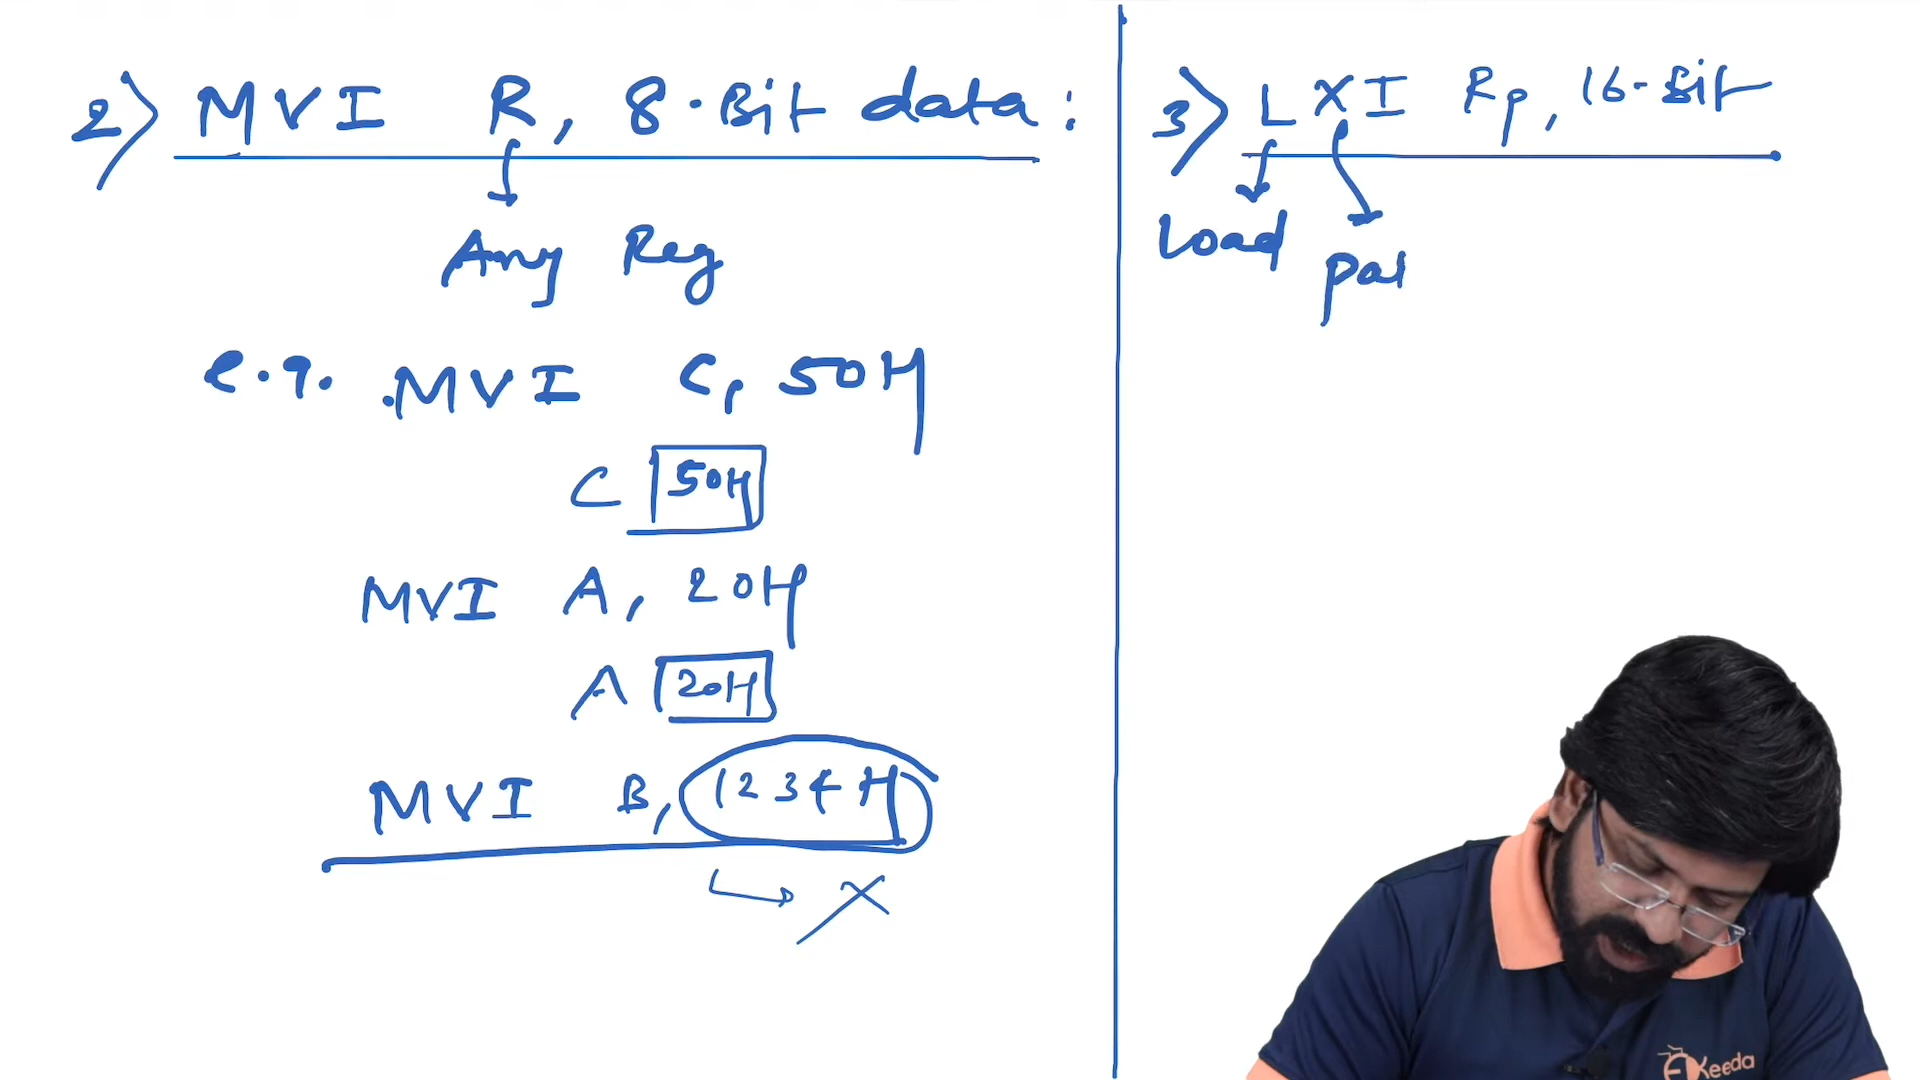 2) MVI R, 8-Bit data:
Any Reg
e.g. MVI C, 50H
C 50H
MVI A, 20H
A 20H
MVI B, 1234H
X
3) LXI Rp, 16-Bit
Load
pai
EKeeda